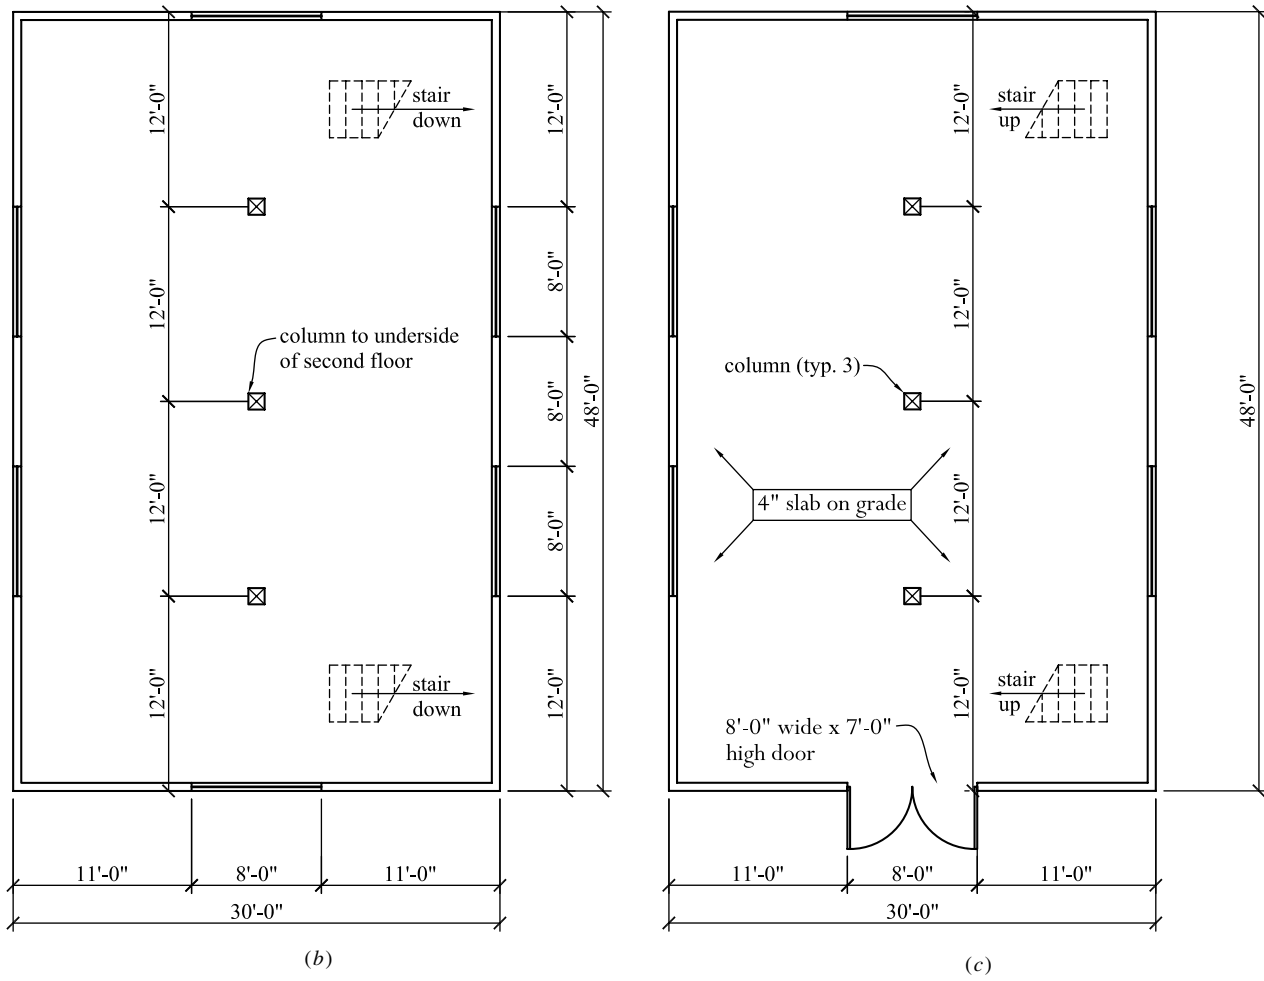 12'-0"
12'-0"
12'-0"
12'-0"
stair
down
column to underside
of second floor
stair
down
12'-0"
8'-0"
8'-0"
8'-0"
12'-0"
48'-0"
11'-0"
8'-0"
11'-0"
30'-0"
(b)
12'-0"
12'-0"
12'-0"
12'-0"
stair
up
column (typ. 3)
4" slab on grade
stair
up
8'-0" wide x 7'-0"
high door
48'-0"
11'-0"
8'-0"
11'-0"
30'-0"
(c)